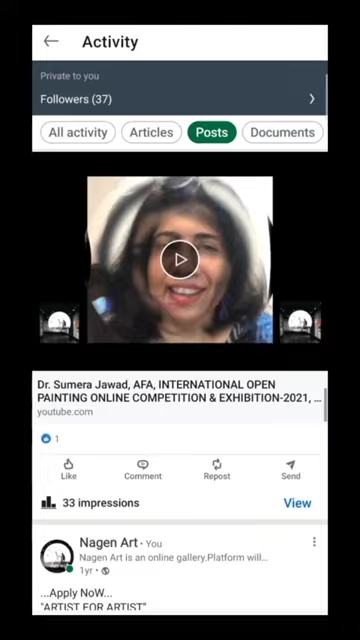 Activity
Private to you
Followers (37)
All activity
Articles
Posts
Documents
Dr. Sumera Jawad, AFA, INTERNATIONAL OPEN
PAINTING ONLINE COMPETITION & EXHIBITION-2021, ...
youtube.com
1
Like
Comment
Repost
Send
33 impressions
View
Nagen Art • You
Nagen Art is an online gallery.Platform will...
1yr •
...Apply NoW...
"ARTIST FOR ARTIST"